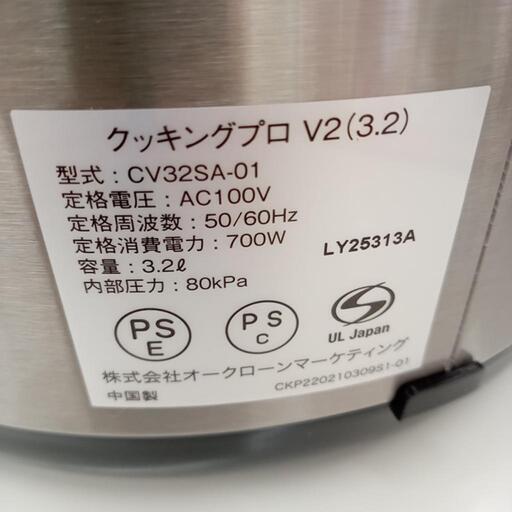 クッキングプロ V2(3.2)
型式：CV32SA-01
定格電圧：AC100V
定格周波数：50/60Hz
定格消費電力：700W
LY25313A
容量：3.2ℓ
内部圧力：80kPa
PS
E
PS
C
S
UL Japan
株式会社オークローンマーケティング
中国製
CKP220210309S1-01